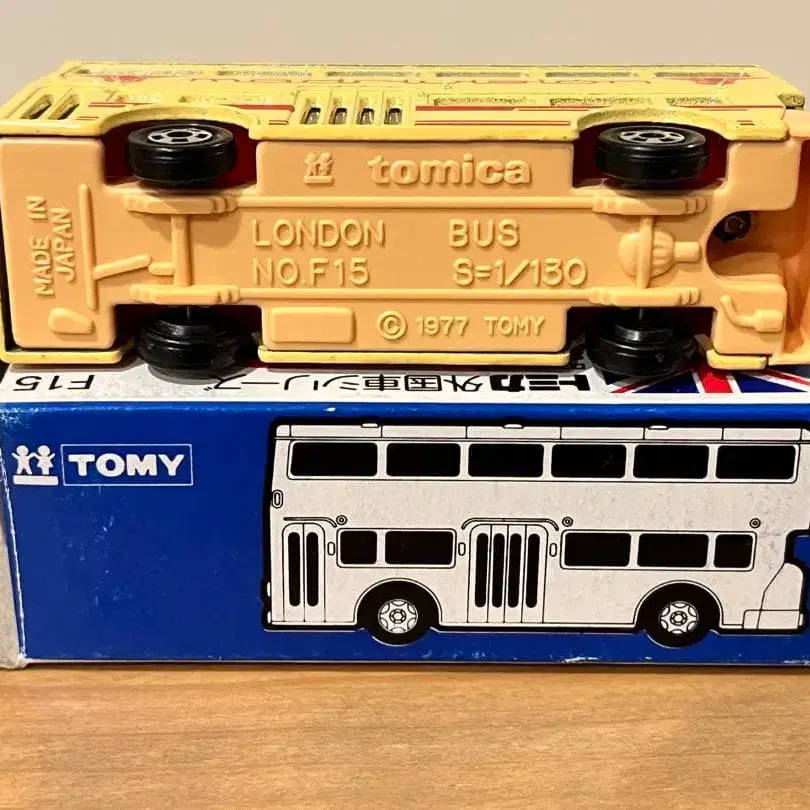 tomica
MADE IN
JAPAN
LONDON BUS
NO.F15 S=1/130
© 1977 TOMY
トミカ外国車シリーズ F15
TOMY